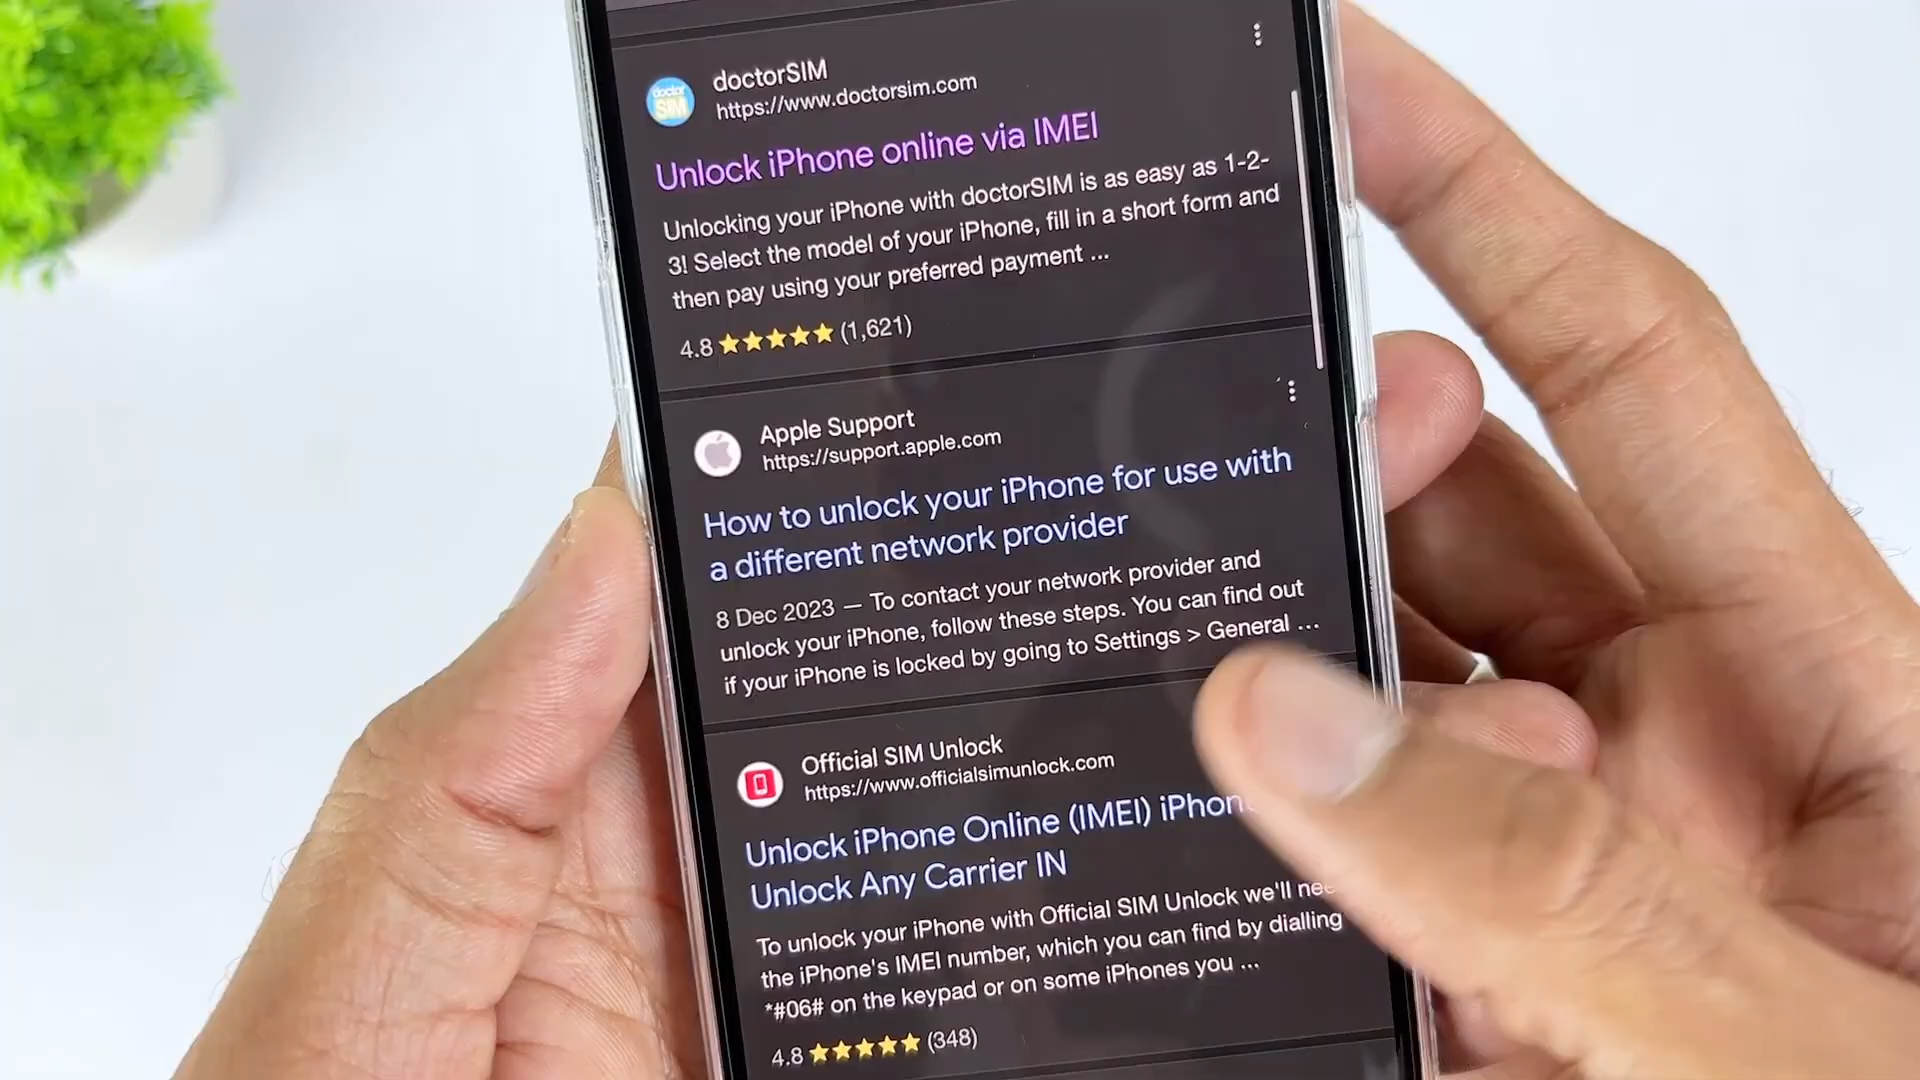 doctorSIM
https://www.doctorsim.com
doctor
SIM
Unlock iPhone online via IMEI
Unlocking your iPhone with doctorSIM is as easy as 1-2-
3! Select the model of your iPhone, fill in a short form and
then pay using your preferred payment ...
4.8 (1,621)
Apple Support
https://support.apple.com
How to unlock your iPhone for use with
a different network provider
8 Dec 2023 — To contact your network provider and
unlock your iPhone, follow these steps. You can find out
if your iPhone is locked by going to Settings > General ...
Official SIM Unlock
https://www.officialsimunlock.com
Unlock iPhone Online (IMEI)
Unlock Any Carrier IN
To unlock your iPhone with Official SIM Unlock we'll
the iPhone's IMEI number, which you can find by dialling
*#06# on the keypad or on some iPhones you ...
4.8 (348)